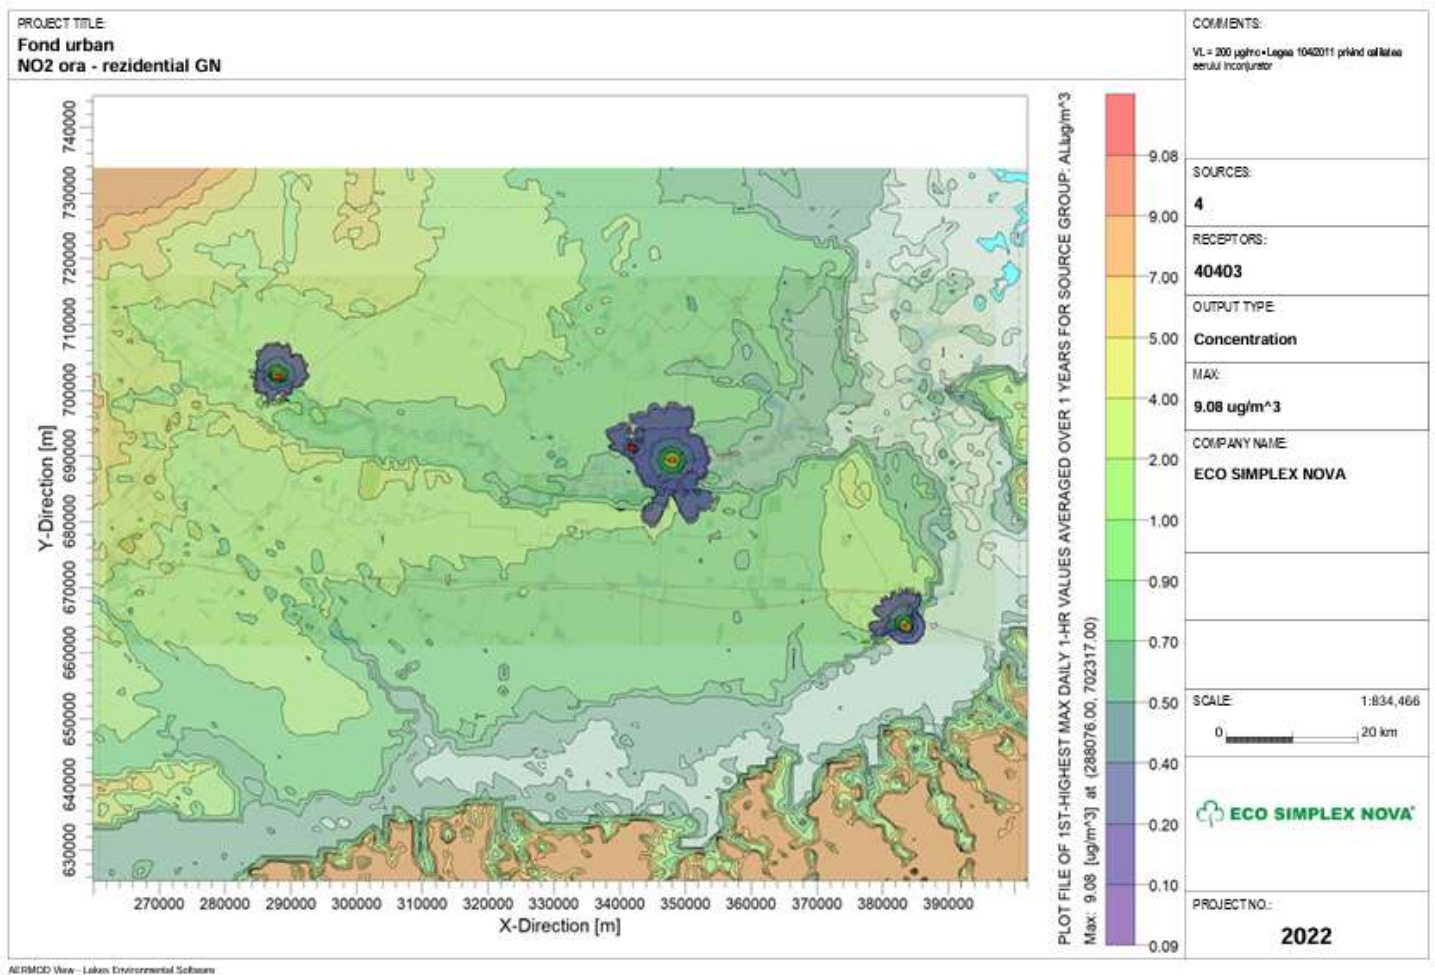 PROJECT TITLE:
Fond urban
NO2 ora - rezidential GN
COMMENTS:
VL = 200 µg/mc • Legea 104/2011 privind calitatea
aerului inconjurator
SOURCES:
4
RECEPTORS:
40403
OUTPUT TYPE:
Concentration
MAX:
9.08 ug/m^3
COMPANY NAME:
ECO SIMPLEX NOVA
SCALE:
1:834,466
0
20 km
ECO SIMPLEX NOVA
PROJECT NO.:
2022
Y-Direction [m]
740000
730000
720000
710000
700000
690000
680000
670000
660000
650000
640000
630000
270000 280000 290000 300000 310000 320000 330000 340000 350000 360000 370000 380000 390000
X-Direction [m]
PLOT FILE OF 1ST-HIGHEST MAX DAILY 1-HR VALUES AVERAGED OVER 1 YEARS FOR SOURCE GROUP: ALLug/m^3
Max: 9.08 [ug/m^3] at (288076.00, 702317.00)
9.08
9.00
7.00
5.00
4.00
2.00
1.00
0.90
0.70
0.50
0.40
0.20
0.10
0.09
AERMOD View - Lakes Environmental Software